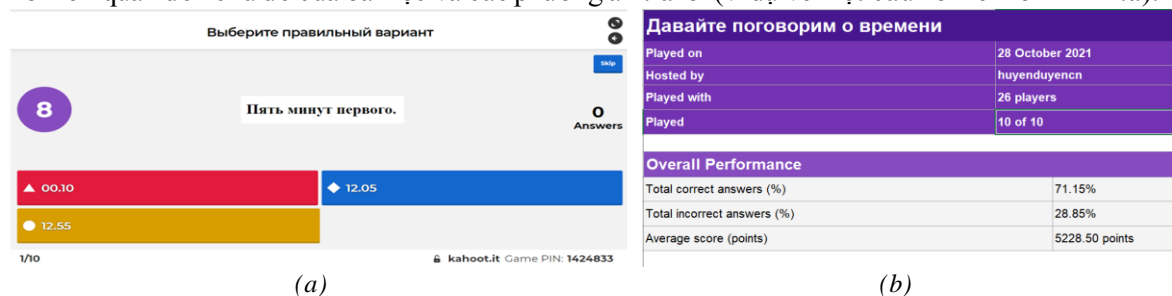 Выберите правильный вариант
Skip
8
Пять минут первого.
0
Answers
00.10
12.05
12.55
1/10
kahoot.it Game PIN: 1424833
(a)
Давайте поговорим о времени
Played on 28 October 2021
Hosted by huyenduyencn
Played with 26 players
Played 10 of 10
Overall Performance
Total correct answers (%) 71.15%
Total incorrect answers (%) 28.85%
Average score (points) 5228.50 points
(b)